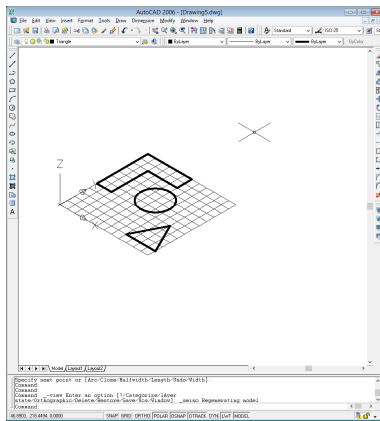 AutoCAD 2006 - [Drawing5.dwg]
File Edit View Insert Format Tools Draw Dimension Modify Window Help
Standard ISO-25
Triangle ByLayer ByLayer ByLayer ByColor
Z
A
Model Layout1 Layout2
Specify next point or [Arc/Close/Halfwidth/Length/Undo/Width]:
Command:
Command:
Command: _-view Enter an option [?/Categorize/lAyer
state/Orthographic/Delete/Restore/Save/Ucs/Window]: _seiso Regenerating model
Command:
SNAP GRID ORTHO POLAR OSNAP OTRACK DYN LWT MODEL